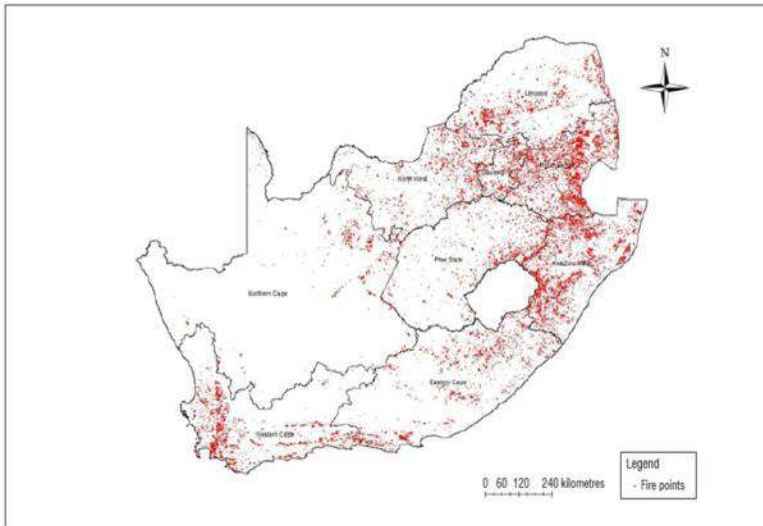 N
Limpopo
North West
Free State
KwaZulu Natal
Northern Cape
Eastern Cape
Western Cape
0 60 120 240 kilometres
Legend
- Fire points